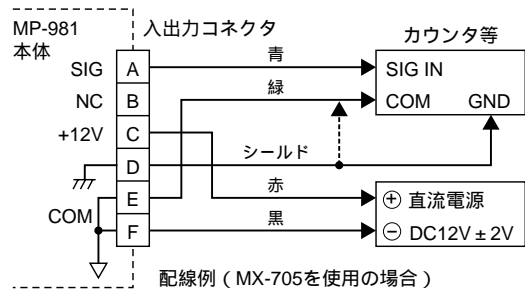 MP-981
本体
入出力コネクタ
カウンタ等
SIG A 青 SIG IN
NC B 緑 COM GND
+12V C
D シールド
COM E 赤 ⊕ 直流電源
F 黒 ⊖ DC12V ± 2V
配線例（MX-705を使用の場合）